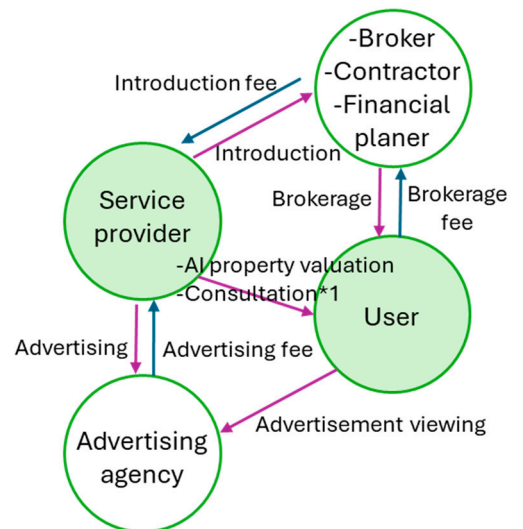 -Broker
-Contractor
-Financial
planer
Introduction fee
Introduction
Service
provider
Brokerage
Brokerage
fee
-AI property valuation
-Consultation*1
User
Advertising
Advertising fee
Advertisement viewing
Advertising
agency